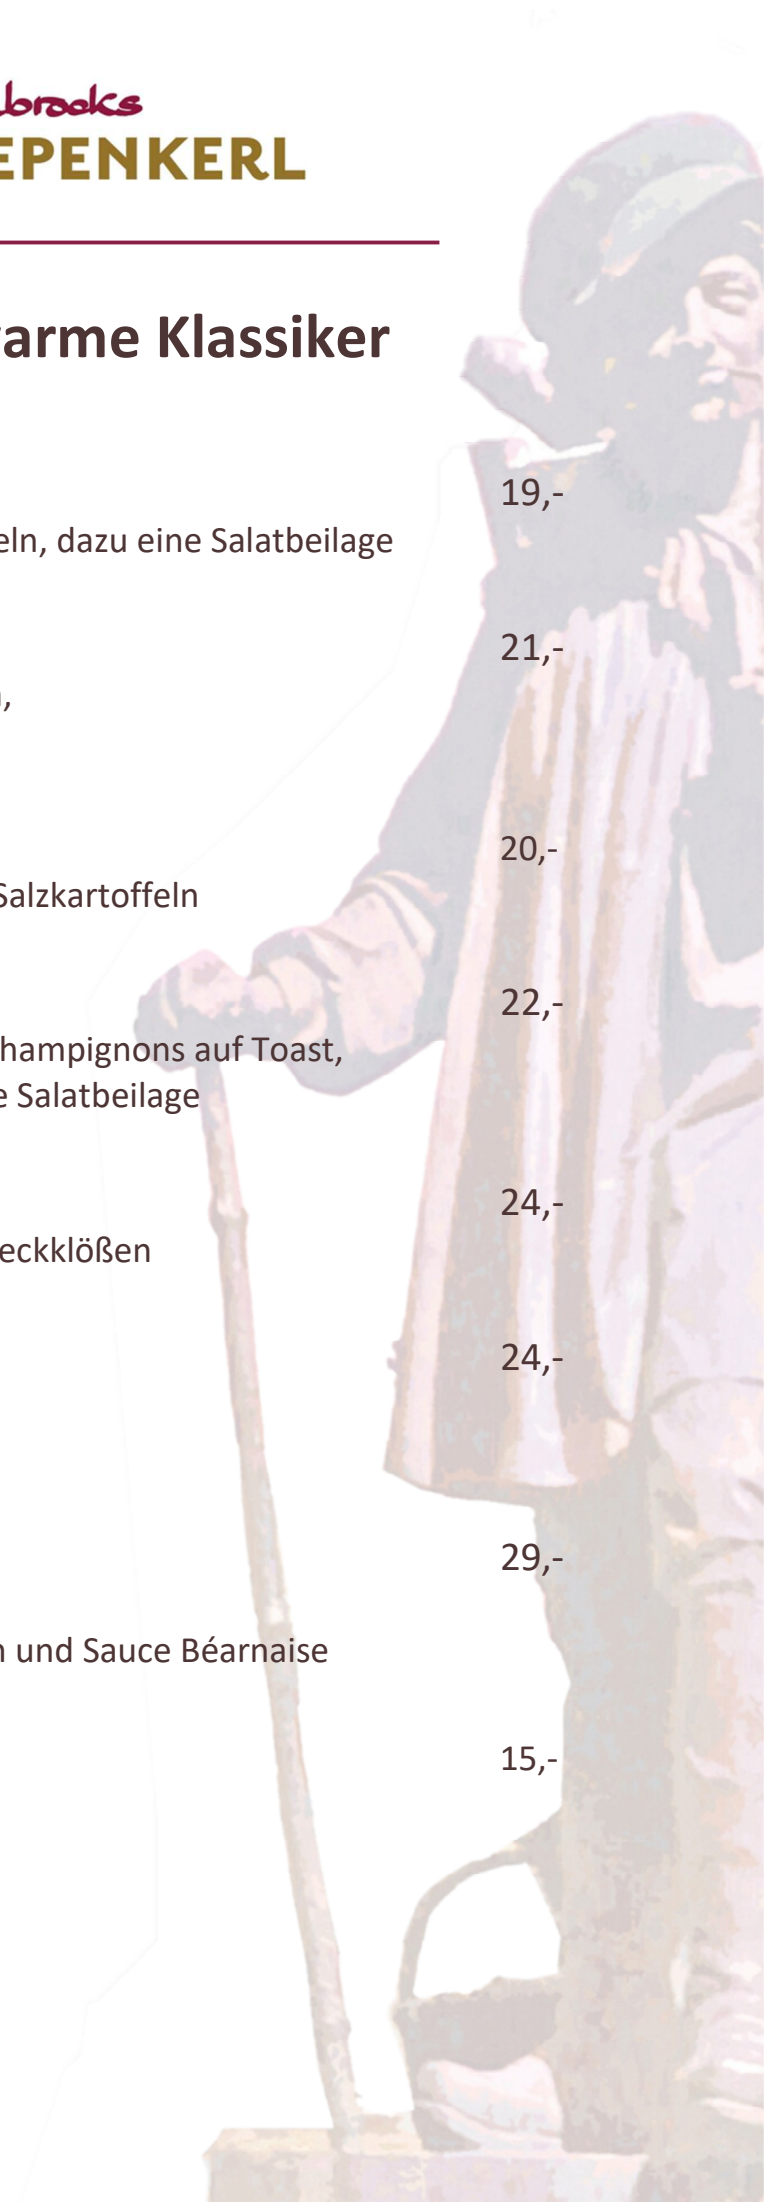 lbrocks
EPENKERL
arme Klassiker
19,-
eln, dazu eine Salatbeilage
21,-
,
20,-
Salzkartoffeln
22,-
hampignons auf Toast,
e Salatbeilage
24,-
eckklößen
24,-
29,-
n und Sauce Béarnaise
15,-